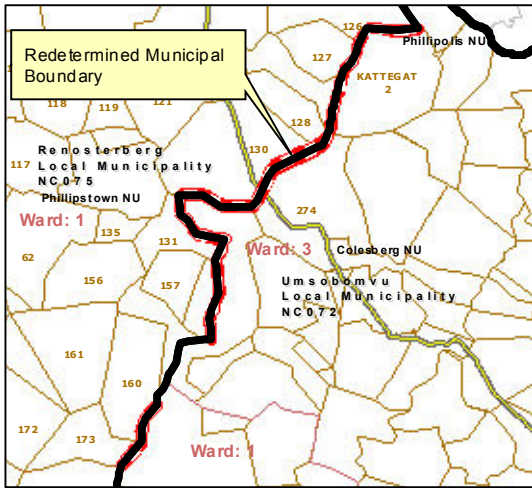 Redetermined Municipal
Boundary
126
Phillipolis NU
127
KATTEGAT
2
118
119
121
128
130
117
Renosterberg
Local Municipality
NC075
Phillipstown NU
Ward: 1
135
131
274
Ward: 3
Colesberg NU
62
156
157
Umsobomvu
Local Municipality
NC072
161
160
172
173
Ward: 1